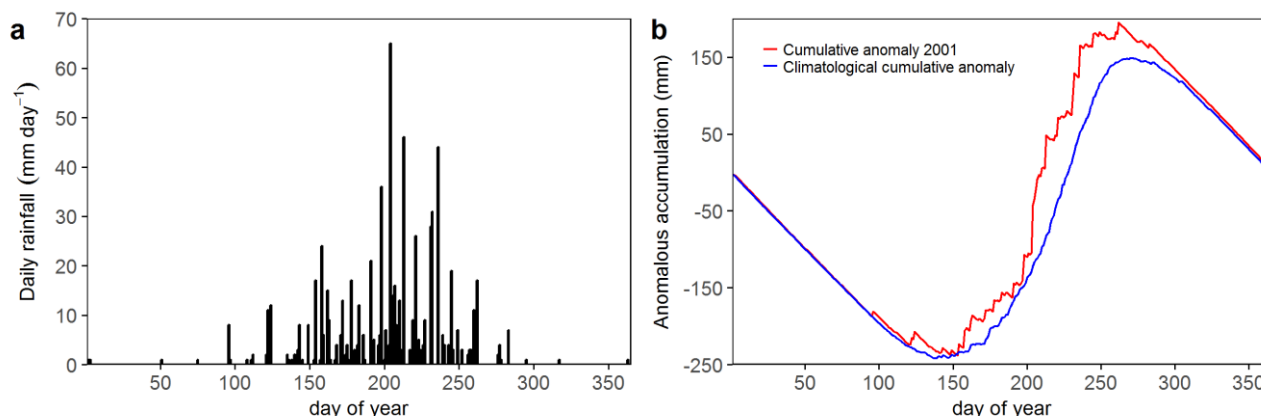 a
Daily rainfall (mm day⁻¹)
70
60
50
40
30
20
10
0
50 100 150 200 250 300 350
day of year
b
Cumulative anomaly 2001
Climatological cumulative anomaly
Anomalous accumulation (mm)
150
50
-50
-150
-250
50 100 150 200 250 300 350
day of year